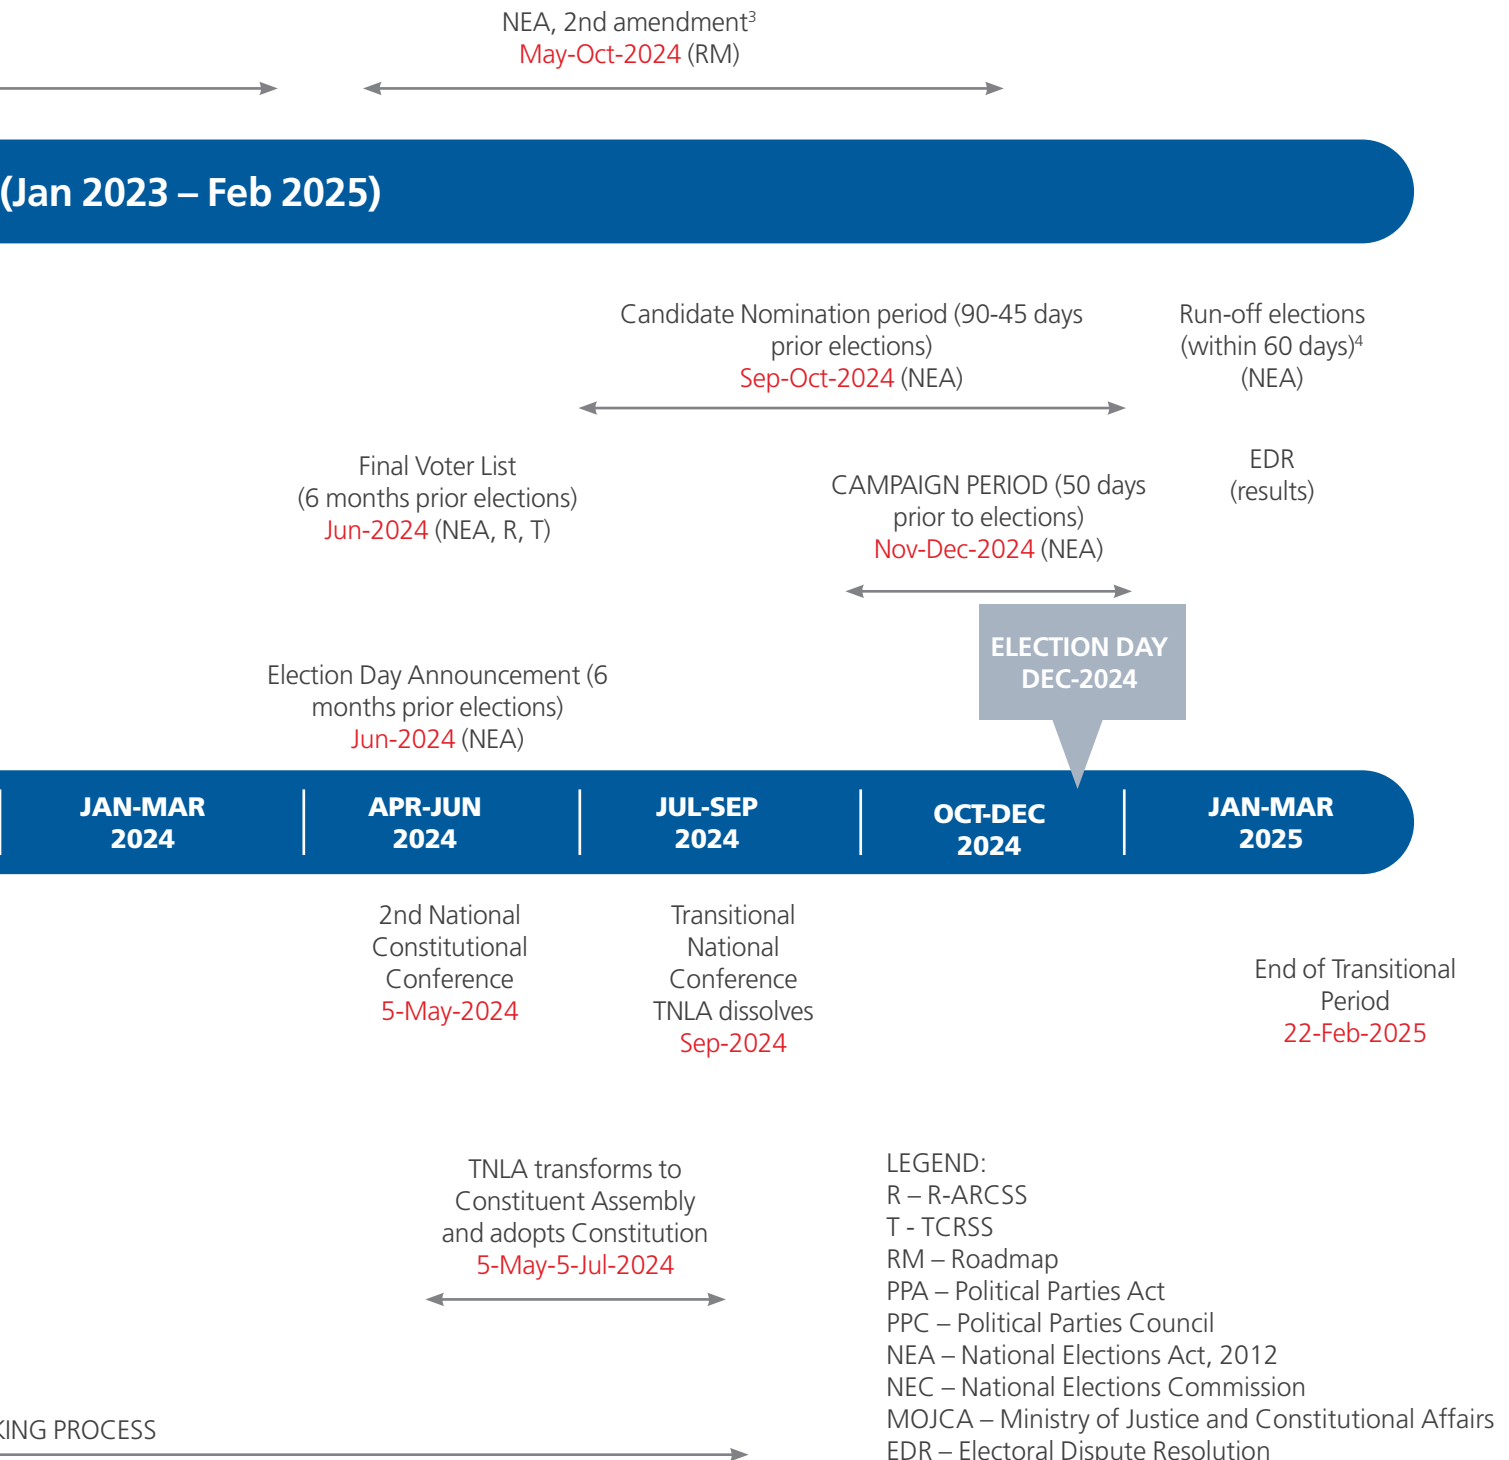 NEA, 2nd amendment³
May-Oct-2024 (RM)
(Jan 2023 – Feb 2025)
Candidate Nomination period (90-45 days
prior elections)
Sep-Oct-2024 (NEA)
Run-off elections
(within 60 days)⁴
(NEA)
Final Voter List
(6 months prior elections)
Jun-2024 (NEA, R, T)
CAMPAIGN PERIOD (50 days
prior to elections)
Nov-Dec-2024 (NEA)
EDR
(results)
ELECTION DAY
DEC-2024
Election Day Announcement (6
months prior elections)
Jun-2024 (NEA)
JAN-MAR
2024
APR-JUN
2024
JUL-SEP
2024
OCT-DEC
2024
JAN-MAR
2025
2nd National
Constitutional
Conference
5-May-2024
Transitional
National
Conference
TNLA dissolves
Sep-2024
End of Transitional
Period
22-Feb-2025
TNLA transforms to
Constituent Assembly
and adopts Constitution
5-May-5-Jul-2024
LEGEND:
R – R-ARCSS
T - TCRSS
RM – Roadmap
PPA – Political Parties Act
PPC – Political Parties Council
NEA – National Elections Act, 2012
NEC – National Elections Commission
MOJCA – Ministry of Justice and Constitutional Affairs
EDR – Electoral Dispute Resolution
KING PROCESS